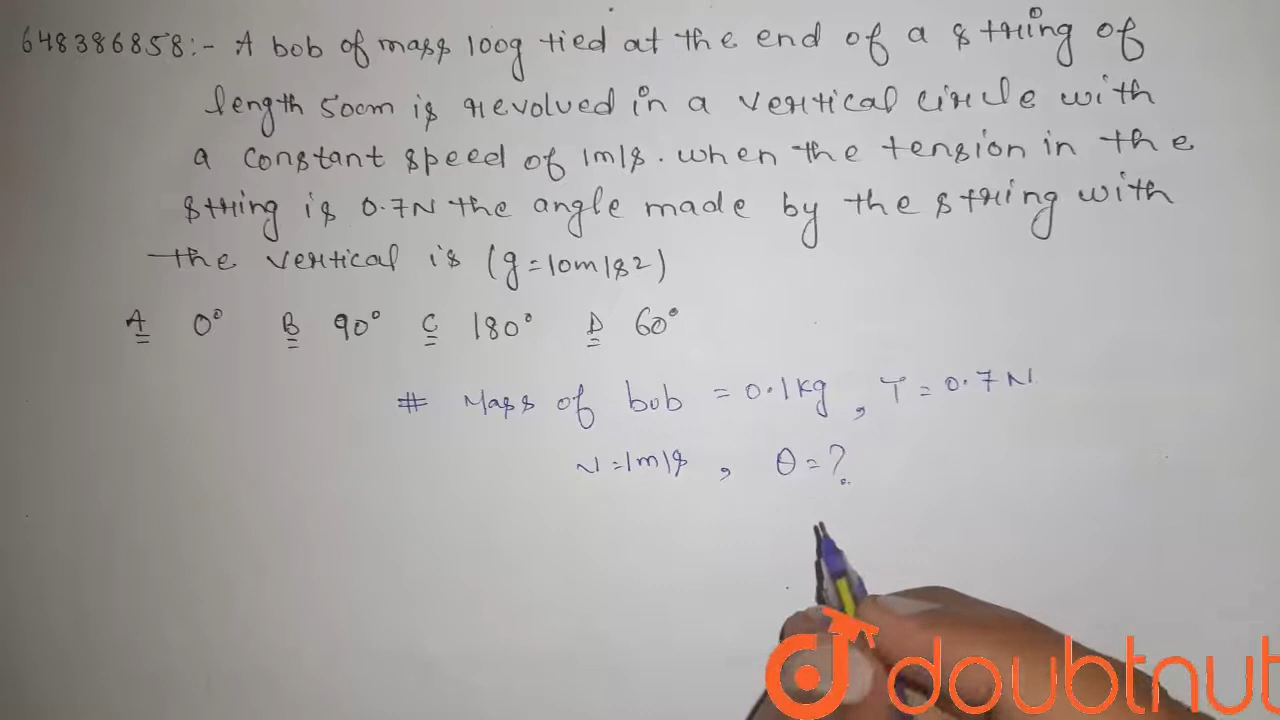 648386858:- A bob of mass 100g tied at the end of a string of
length 50cm is revolved in a vertical circle with
a constant speed of 1m/s. when the tension in the
string is 0.7N the angle made by the string with
the vertical is (g=10m/s2)
A 0° B 90° C 180° D 60°
# Mass of bob = 0.1kg, T = 0.7N
v=1m/s, θ=?
doubtnut